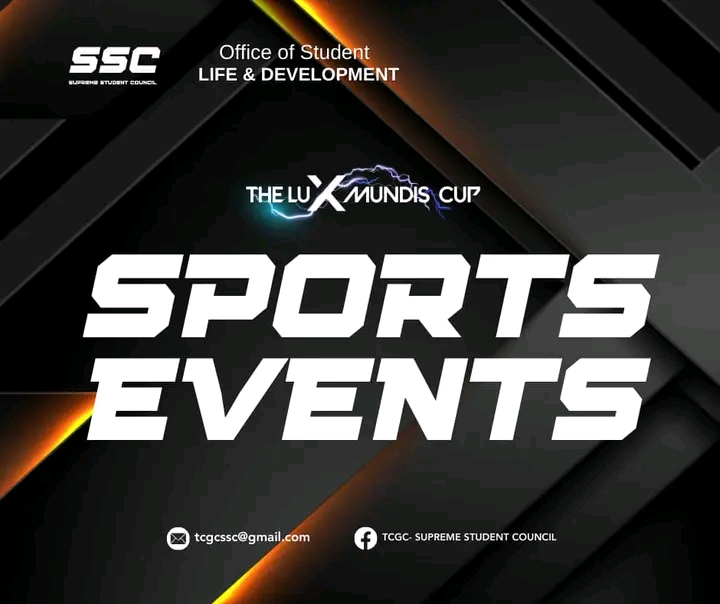 SSC
SUPREME STUDENT COUNCIL
Office of Student
LIFE & DEVELOPMENT
THE LUX MUNDIS CUP
SPORTS
EVENTS
tcgcssc@gmail.com
TCGC- SUPREME STUDENT COUNCIL